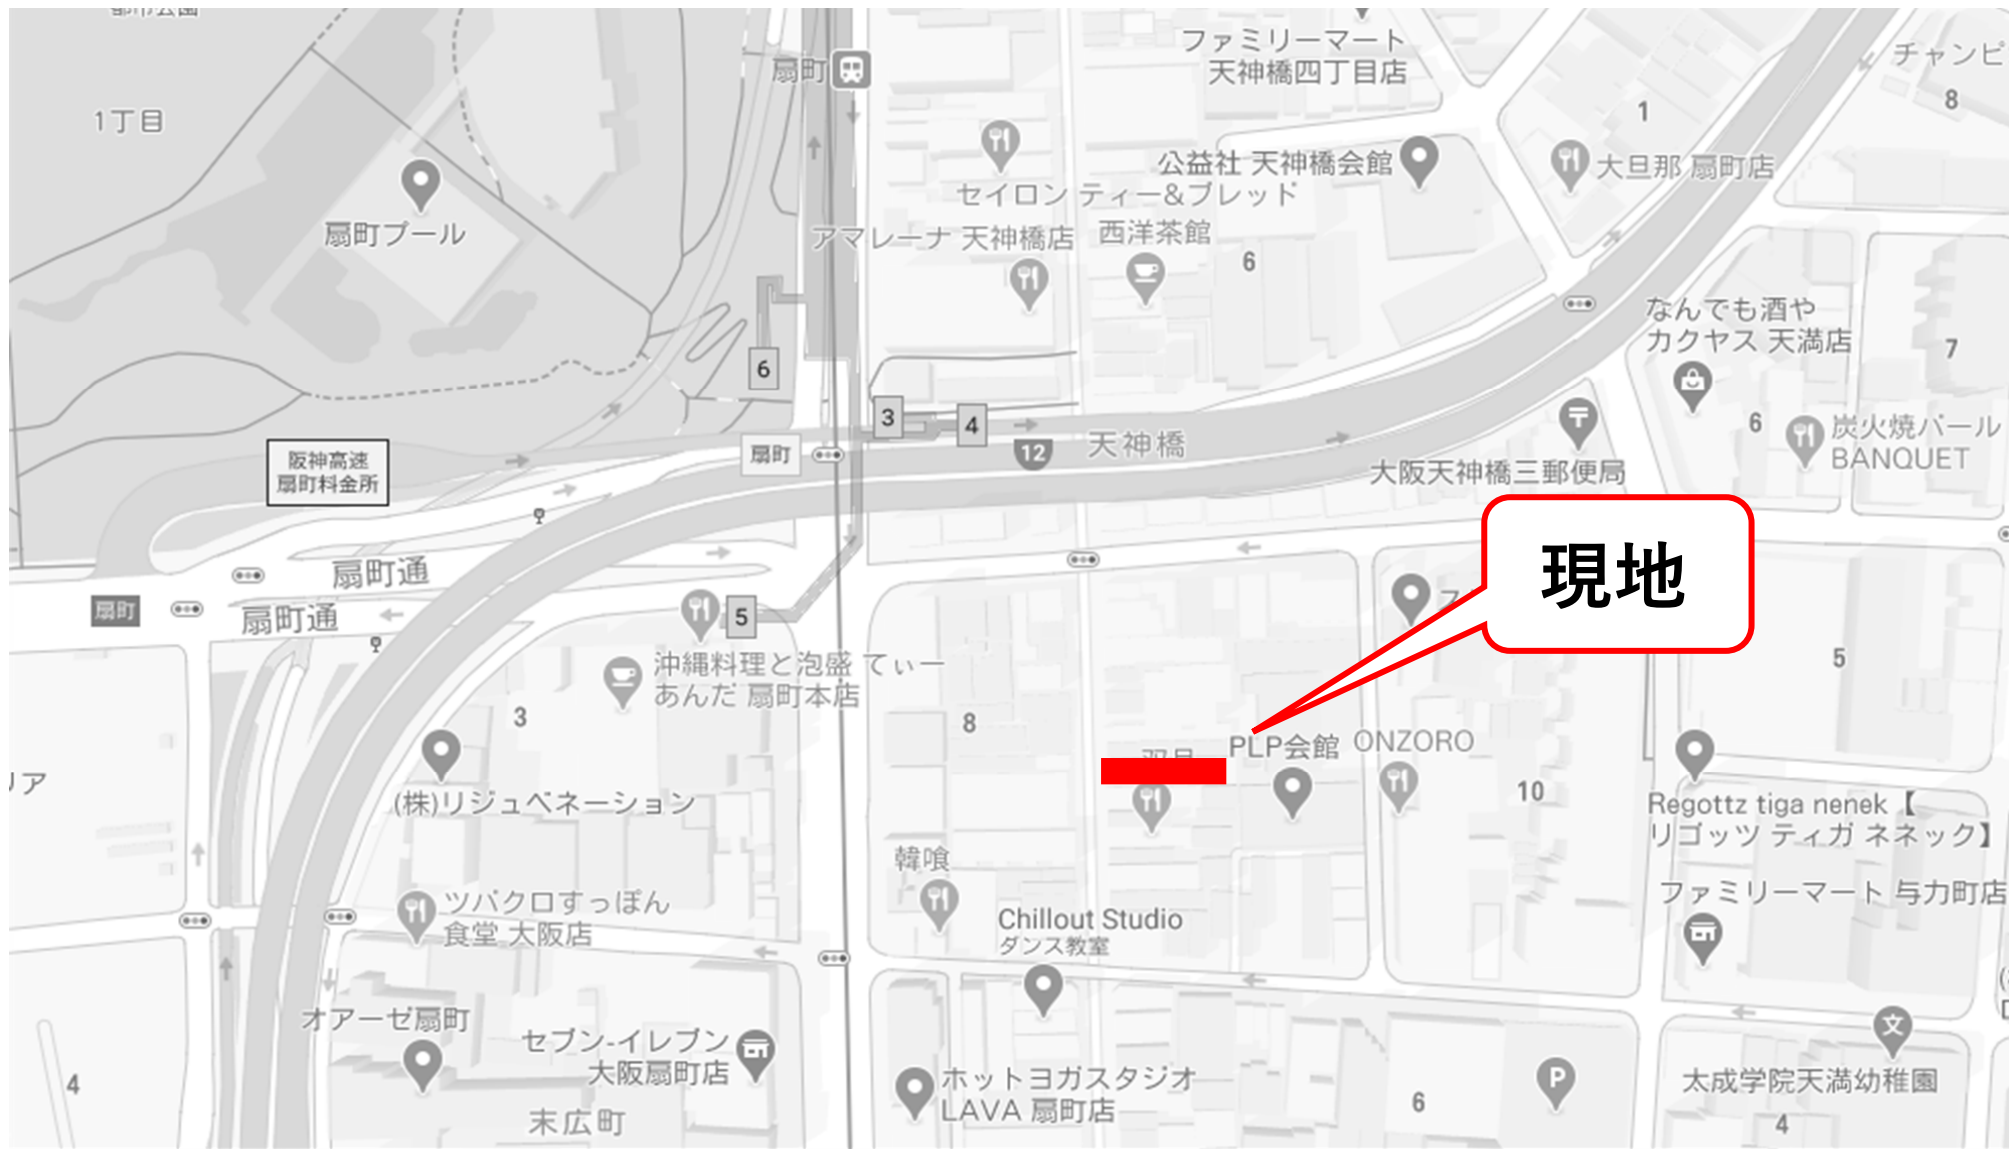 都市公園
扇町
ファミリーマート
天神橋四丁目店
チャンピ
1丁目
1
8
扇町プール
公益社 天神橋会館
大旦那 扇町店
セイロン ティー&ブレッド
アマレーナ 天神橋店
西洋茶館
6
なんでも酒や
カクヤス 天満店
7
6
3
4
6
炭火焼バール
BANQUET
扇町
12
天神橋
阪神高速
扇町料金所
大阪天神橋三郵便局
現地
扇町通
扇町
扇町通
5
沖縄料理と泡盛 てぃー
あんだ 扇町本店
3
8
5
PLP会館
ONZORO
リア
(株)リジュベネーション
10
Regottz tiga nenek【
リゴッツ ティガ ネネック】
韓喰
ツバクロすっぽん
食堂 大阪店
Chillout Studio
ダンス教室
ファミリーマート 与力町店
オアーゼ扇町
セブン-イレブン
大阪扇町店
ホットヨガスタジオ
LAVA 扇町店
P
文
太成学院天満幼稚園
4
6
4
末広町